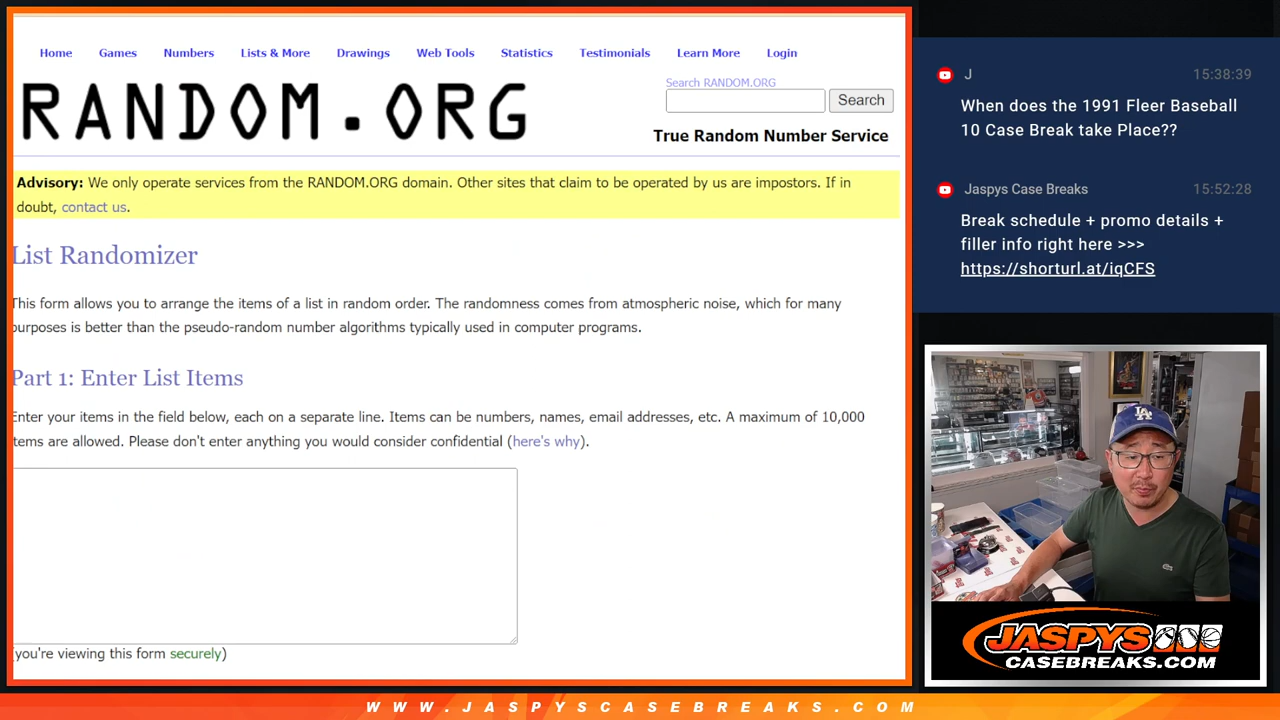 Home Games Numbers Lists & More Drawings Web Tools Statistics Testimonials Learn More Login
RANDOM.ORG
Search RANDOM.ORG
Search
True Random Number Service
Advisory: We only operate services from the RANDOM.ORG domain. Other sites that claim to be operated by us are impostors. If in
doubt, contact us.
List Randomizer
This form allows you to arrange the items of a list in random order. The randomness comes from atmospheric noise, which for many
purposes is better than the pseudo-random number algorithms typically used in computer programs.
Part 1: Enter List Items
Enter your items in the field below, each on a separate line. Items can be numbers, names, email addresses, etc. A maximum of 10,000
items are allowed. Please don't enter anything you would consider confidential (here's why).
(you're viewing this form securely)
J 15:38:39
When does the 1991 Fleer Baseball
10 Case Break take Place??
Jaspys Case Breaks 15:52:28
Break schedule + promo details +
filler info right here >>>
https://shorturl.at/iqCFS
LA
JASPYS
CASEBREAKS.COM
WWW.JASPYSCASEBREAKS.COM